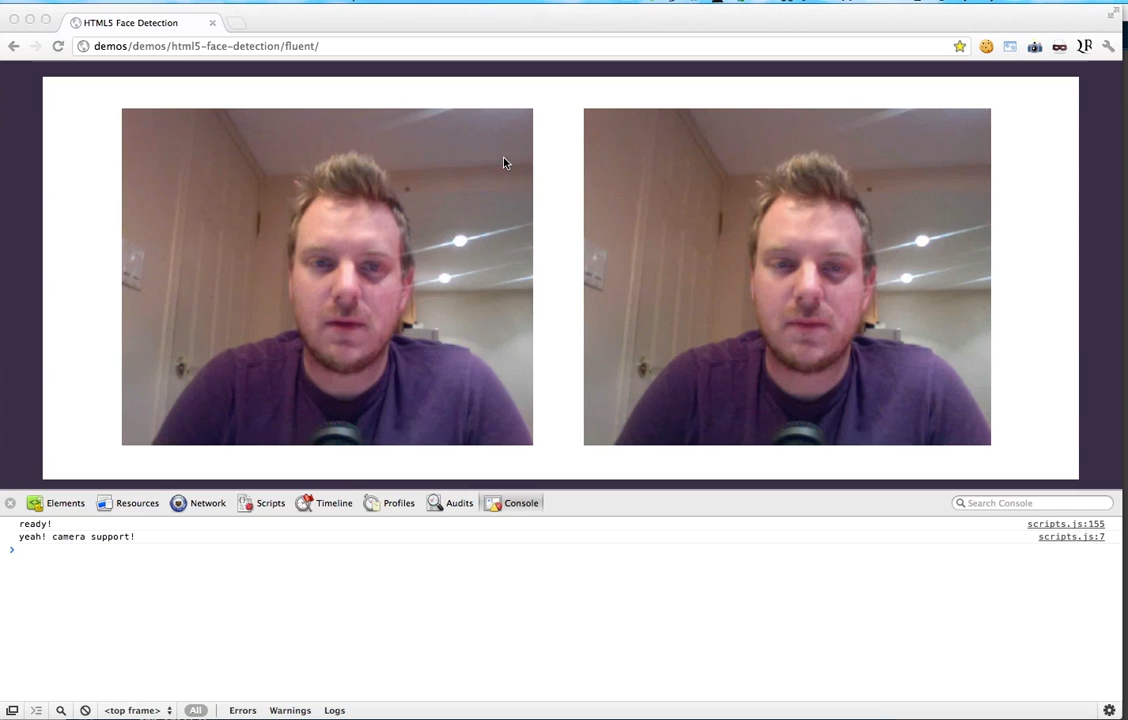 HTML5 Face Detection
demos/demos/html5-face-detection/fluent/
Elements Resources Network Scripts Timeline Profiles Audits Console Search Console
ready! scripts.js:155
yeah! camera support! scripts.js:7
<top frame> All Errors Warnings Logs